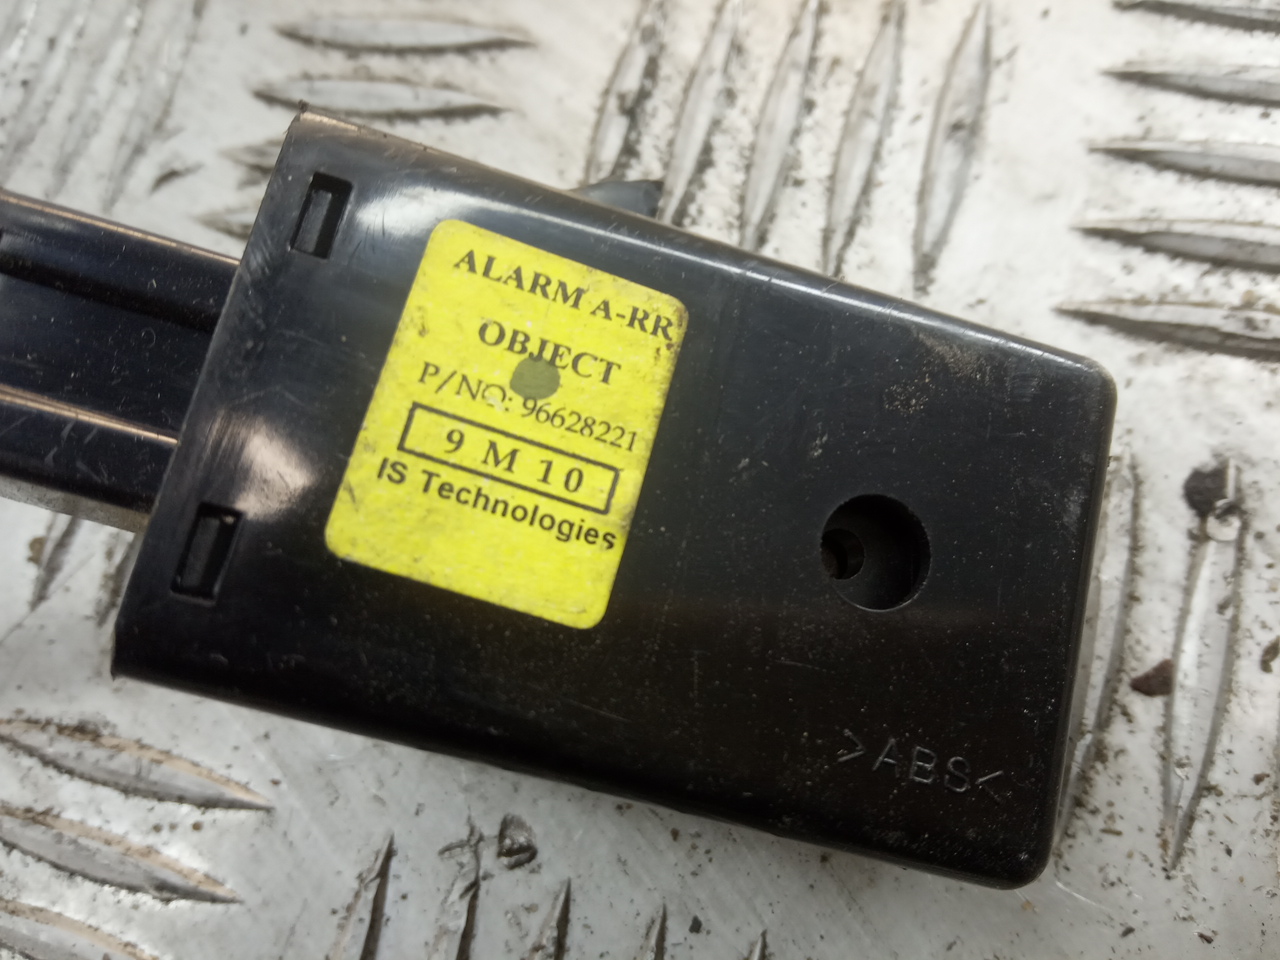 ALARM A-RR
OBJECT
P/NO: 96628221
9 M 10
IS Technologies
>ABS<